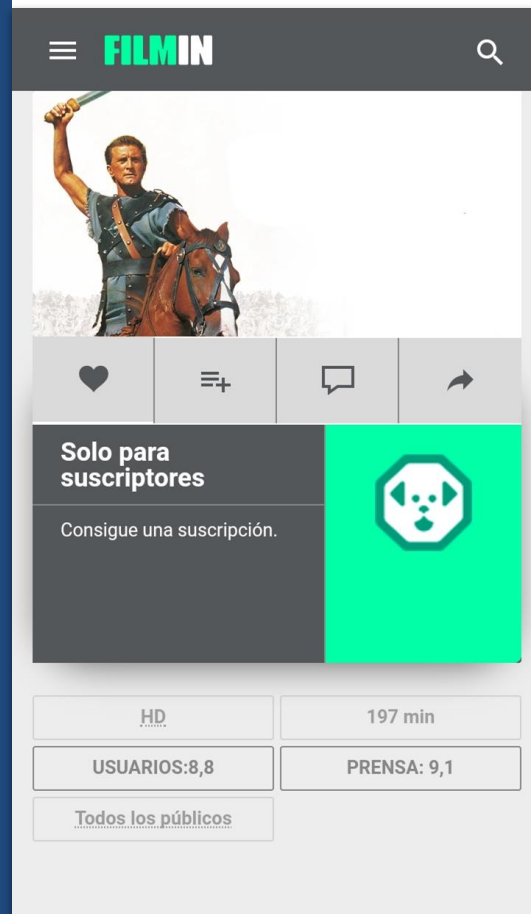 FILMIN
Solo para
suscriptores
Consigue una suscripción.
HD
197 min
USUARIOS:8,8
PRENSA: 9,1
Todos los públicos